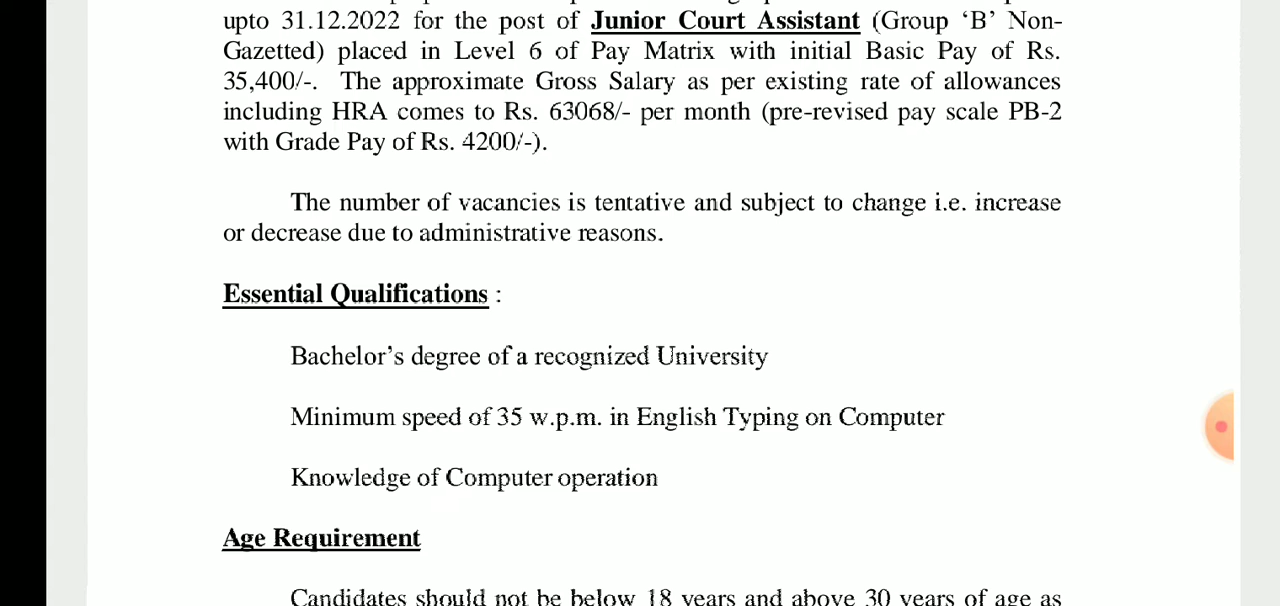 upto 31.12.2022 for the post of Junior Court Assistant (Group ‘B’ Non-
Gazetted) placed in Level 6 of Pay Matrix with initial Basic Pay of Rs.
35,400/-. The approximate Gross Salary as per existing rate of allowances
including HRA comes to Rs. 63068/- per month (pre-revised pay scale PB-2
with Grade Pay of Rs. 4200/-).
The number of vacancies is tentative and subject to change i.e. increase
or decrease due to administrative reasons.
Essential Qualifications :
Bachelor’s degree of a recognized University
Minimum speed of 35 w.p.m. in English Typing on Computer
Knowledge of Computer operation
Age Requirement
Candidates should not be below 18 years and above 30 years of age as